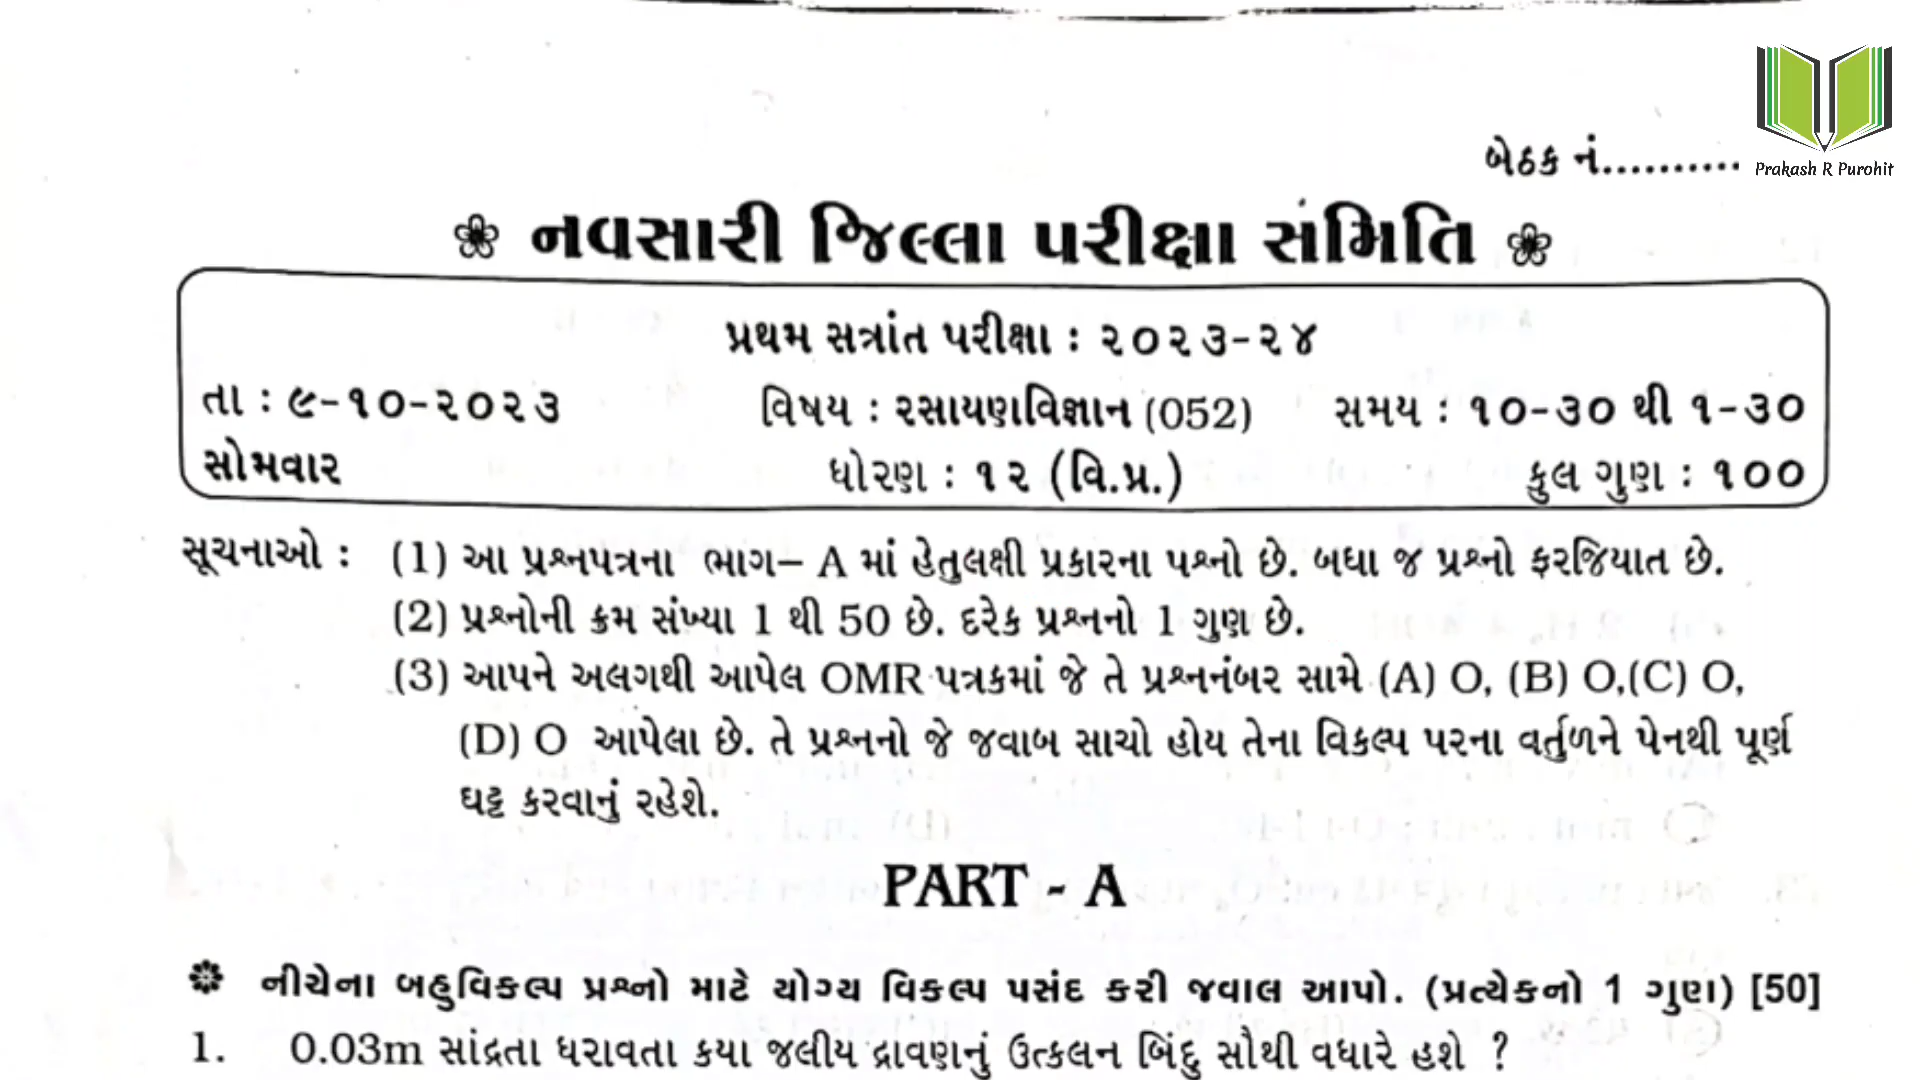 બેઠક નં..........
Prakash R Purohit
નવસારી જિલ્લા પરીક્ષા સંમિતિ
પ્રથમ સત્રાંત પરીક્ષા : ૨૦૨૩-૨૪
તા : ૯-૧૦-૨૦૨૩ વિષય : રસાયણવિજ્ઞાન (052) સમય : ૧૦-૩૦ થી ૧-૩૦
સોમવાર ધોરણ : ૧૨ (વિ.પ્ર.) કુલ ગુણ : ૧૦૦
સૂચનાઓ : (1) આ પ્રશ્નપત્રના ભાગ– A માં હેતુલક્ષી પ્રકારના પશ્નો છે. બધા જ પ્રશ્નો ફરજિયાત છે.
(2) પ્રશ્નોની ક્રમ સંખ્યા 1 થી 50 છે. દરેક પ્રશ્નનો 1 ગુણ છે.
(3) આપને અલગથી આપેલ OMR પત્રકમાં જે તે પ્રશ્નનંબર સામે (A) O, (B) O,(C) O,
(D) O આપેલા છે. તે પ્રશ્નનો જે જવાબ સાચો હોય તેના વિકલ્પ પરના વર્તુળને પેનથી પૂર્ણ
ઘટ્ટ કરવાનું રહેશે.
PART - A
નીચેના બહુવિકલ્પ પ્રશ્નો માટે યોગ્ય વિકલ્પ પસંદ કરી જવાલ આપો. (પ્રત્યેકનો 1 ગુણ) [50]
1. 0.03m સાંદ્રતા ધરાવતા કયા જલીય દ્રાવણનું ઉત્કલન બિંદુ સૌથી વધારે હશે ?